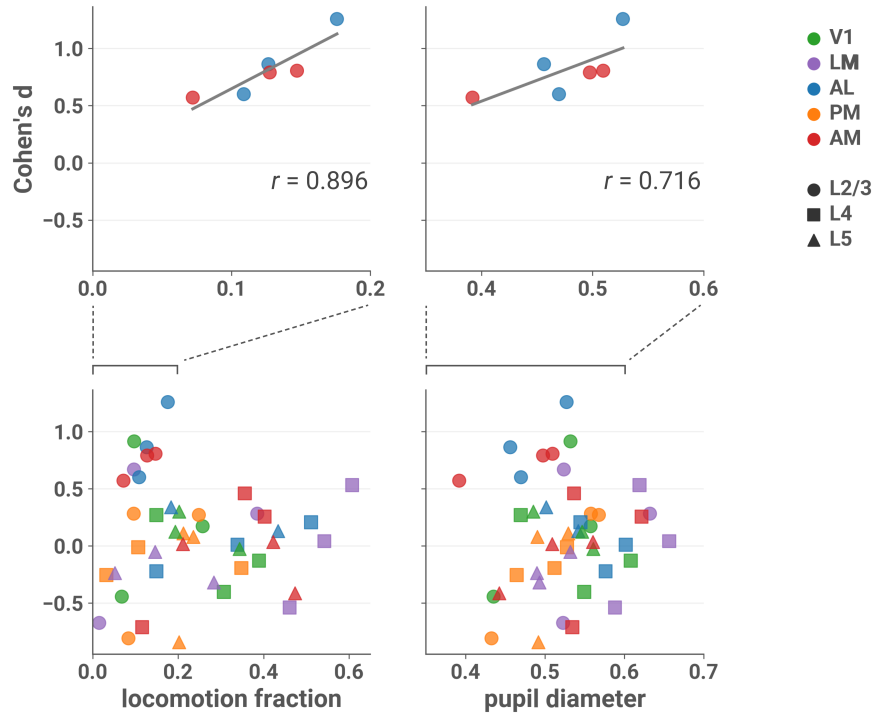 Cohen's d
1.0
0.5
0.0
−0.5
r = 0.896
0.0 0.1 0.2
r = 0.716
0.4 0.5 0.6
V1
LM
AL
PM
AM
L2/3
L4
L5
1.0
0.5
0.0
−0.5
0.0 0.2 0.4 0.6
locomotion fraction
0.4 0.5 0.6 0.7
pupil diameter